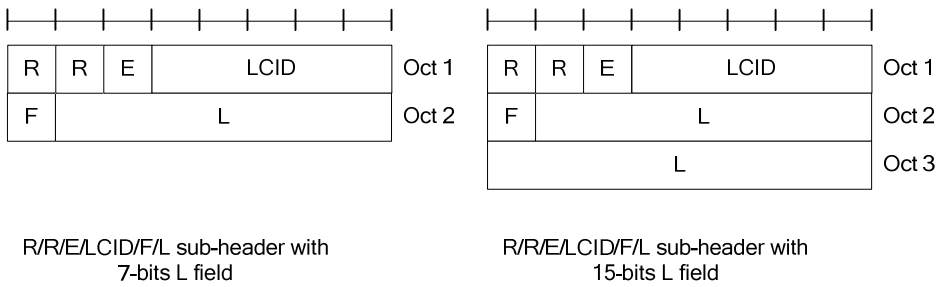 R R E LCID Oct 1
F L Oct 2
R/R/E/LCID/F/L sub-header with
7-bits L field
R R E LCID Oct 1
F L Oct 2
L Oct 3
R/R/E/LCID/F/L sub-header with
15-bits L field